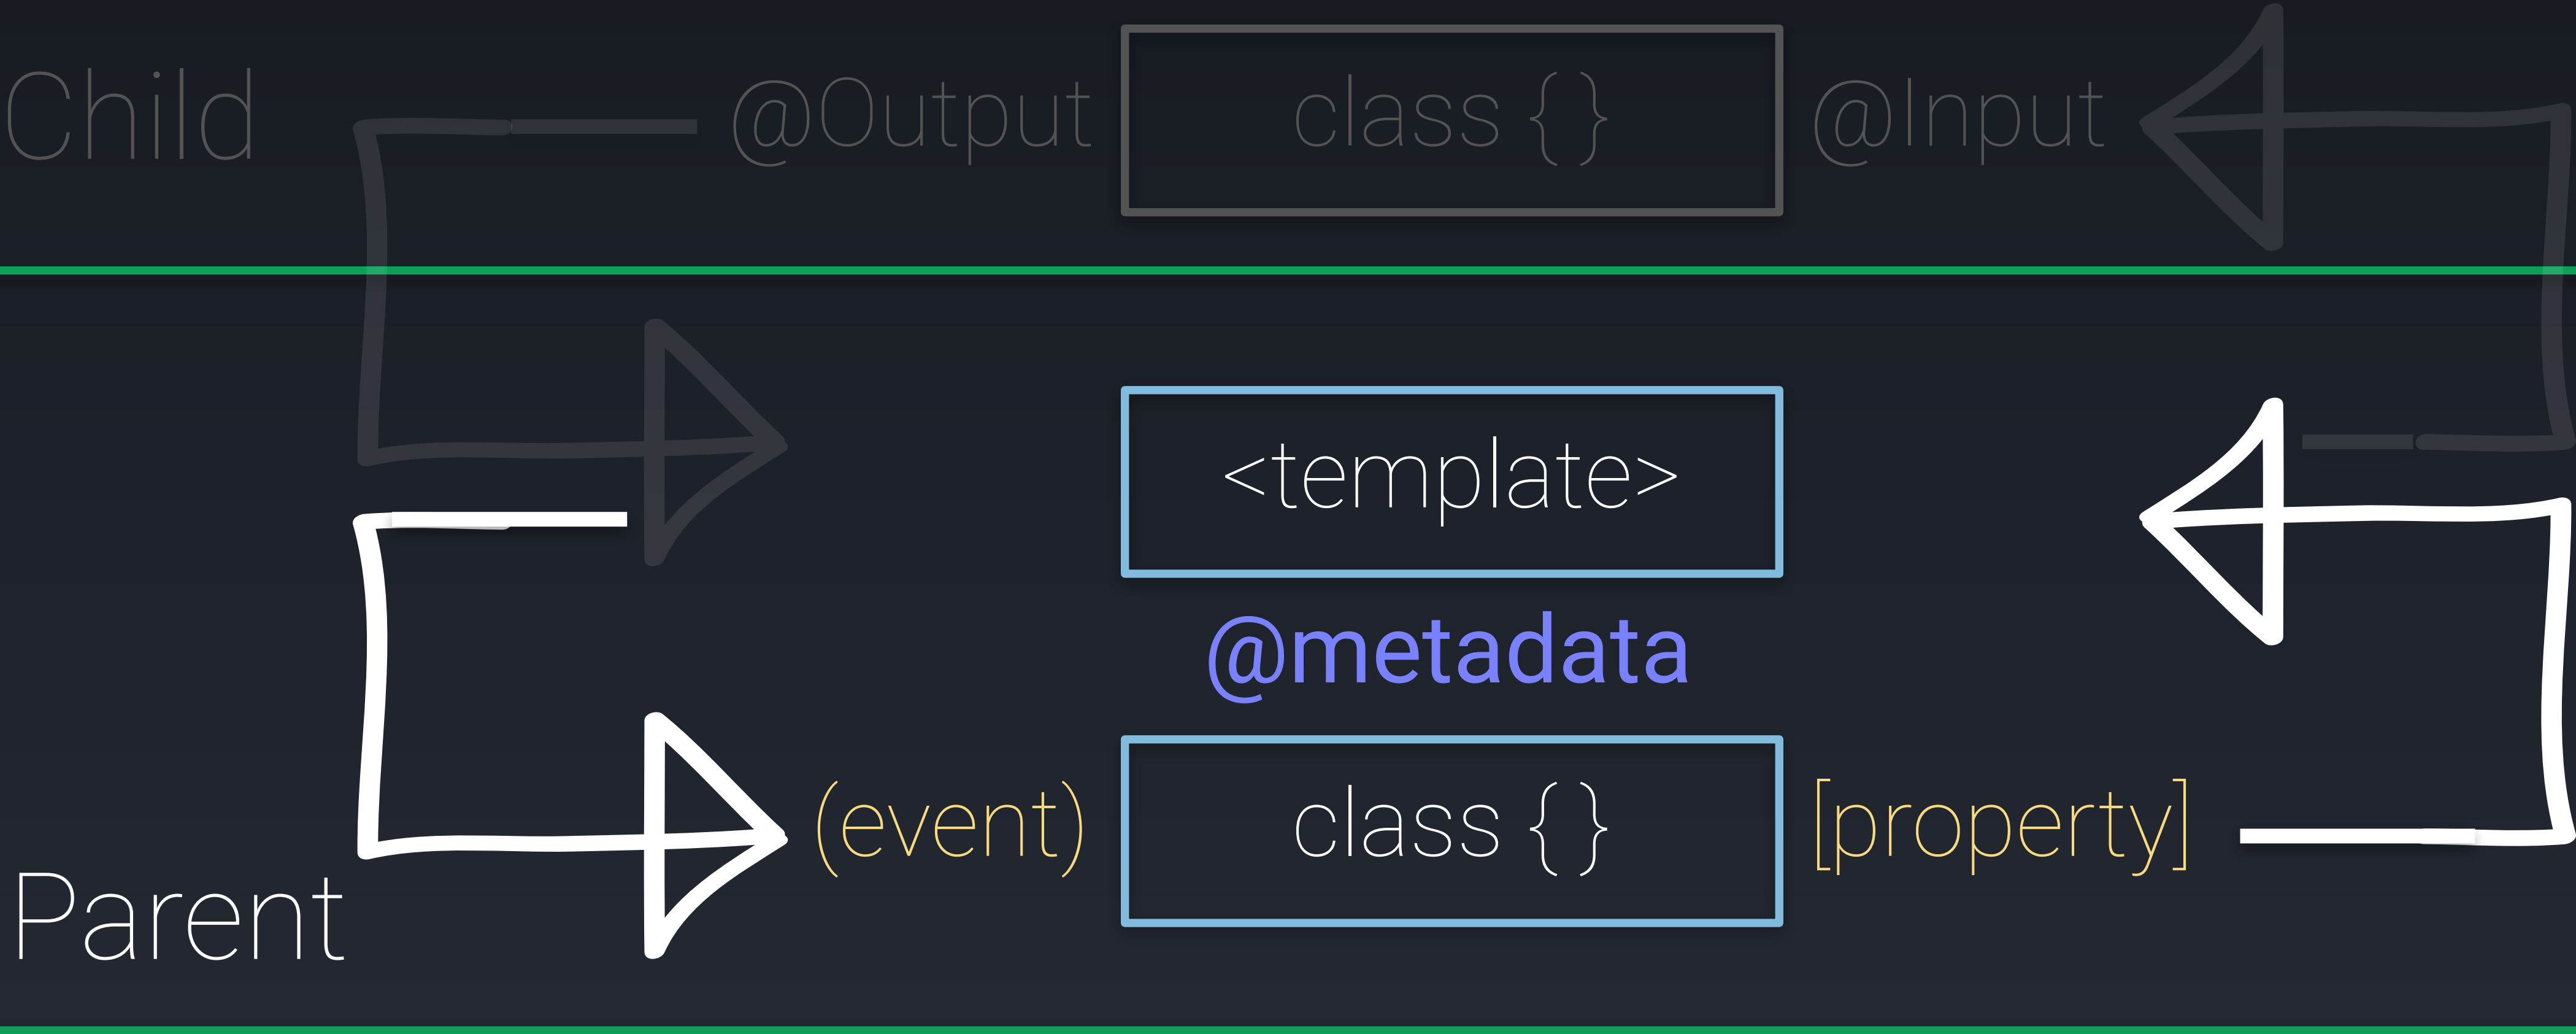 Child @Output class { } @Input
<template>
@metadata
(event) class { } [property]
Parent